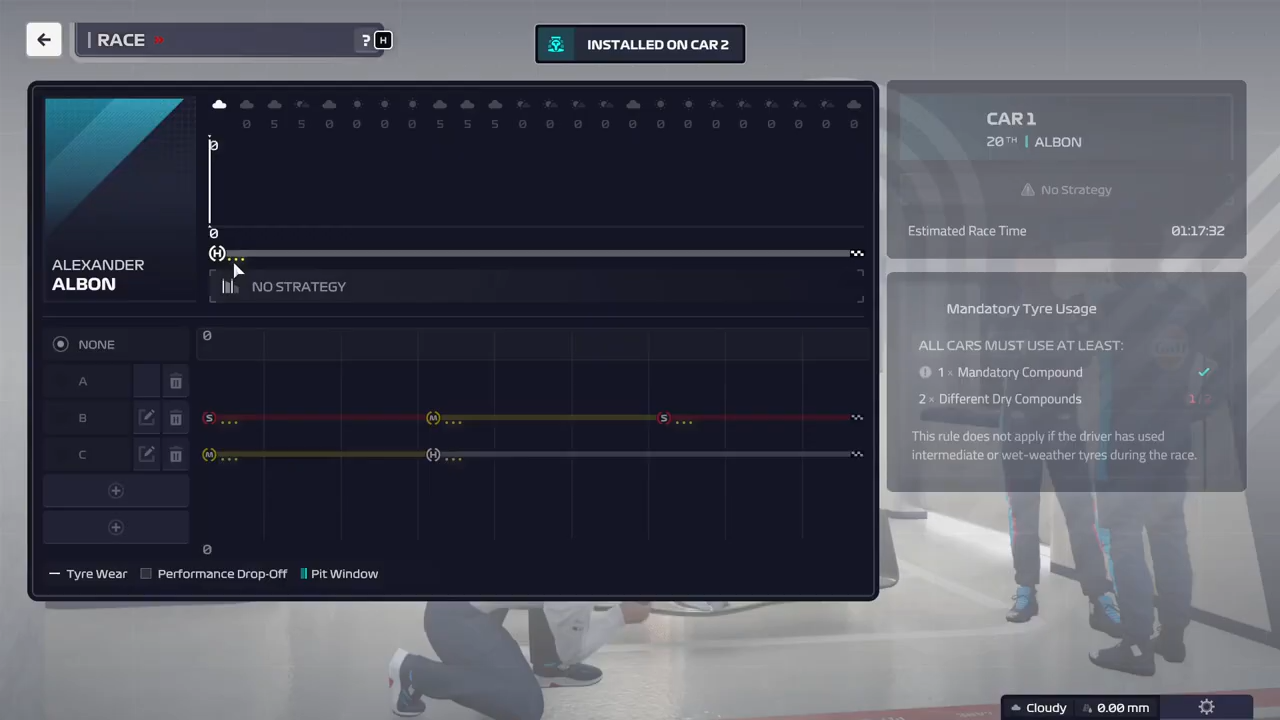 | RACE
? H
INSTALLED ON CAR 2
0 5 5 0 0 0 0 5 5 5 0 0 0 0 0 0 0 0 0 0 0 0 0
0
0
H ...
NO STRATEGY
ALEXANDER
ALBON
CAR 1
20TH | ALBON
No Strategy
Estimated Race Time 01:17:32
Mandatory Tyre Usage
ALL CARS MUST USE AT LEAST:
1 × Mandatory Compound
2 × Different Dry Compounds 1/2
This rule does not apply if the driver has used
intermediate or wet-weather tyres during the race.
NONE 0
A
B S ... M ... S ...
C M ... H ...
0
Tyre Wear Performance Drop-Off Pit Window
Cloudy 0.00 mm